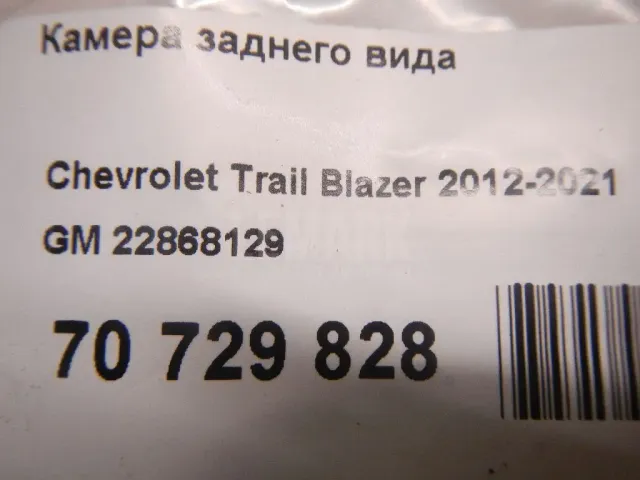 Камера заднего вида
Chevrolet Trail Blazer 2012-2021
GM 22868129
70 729 828